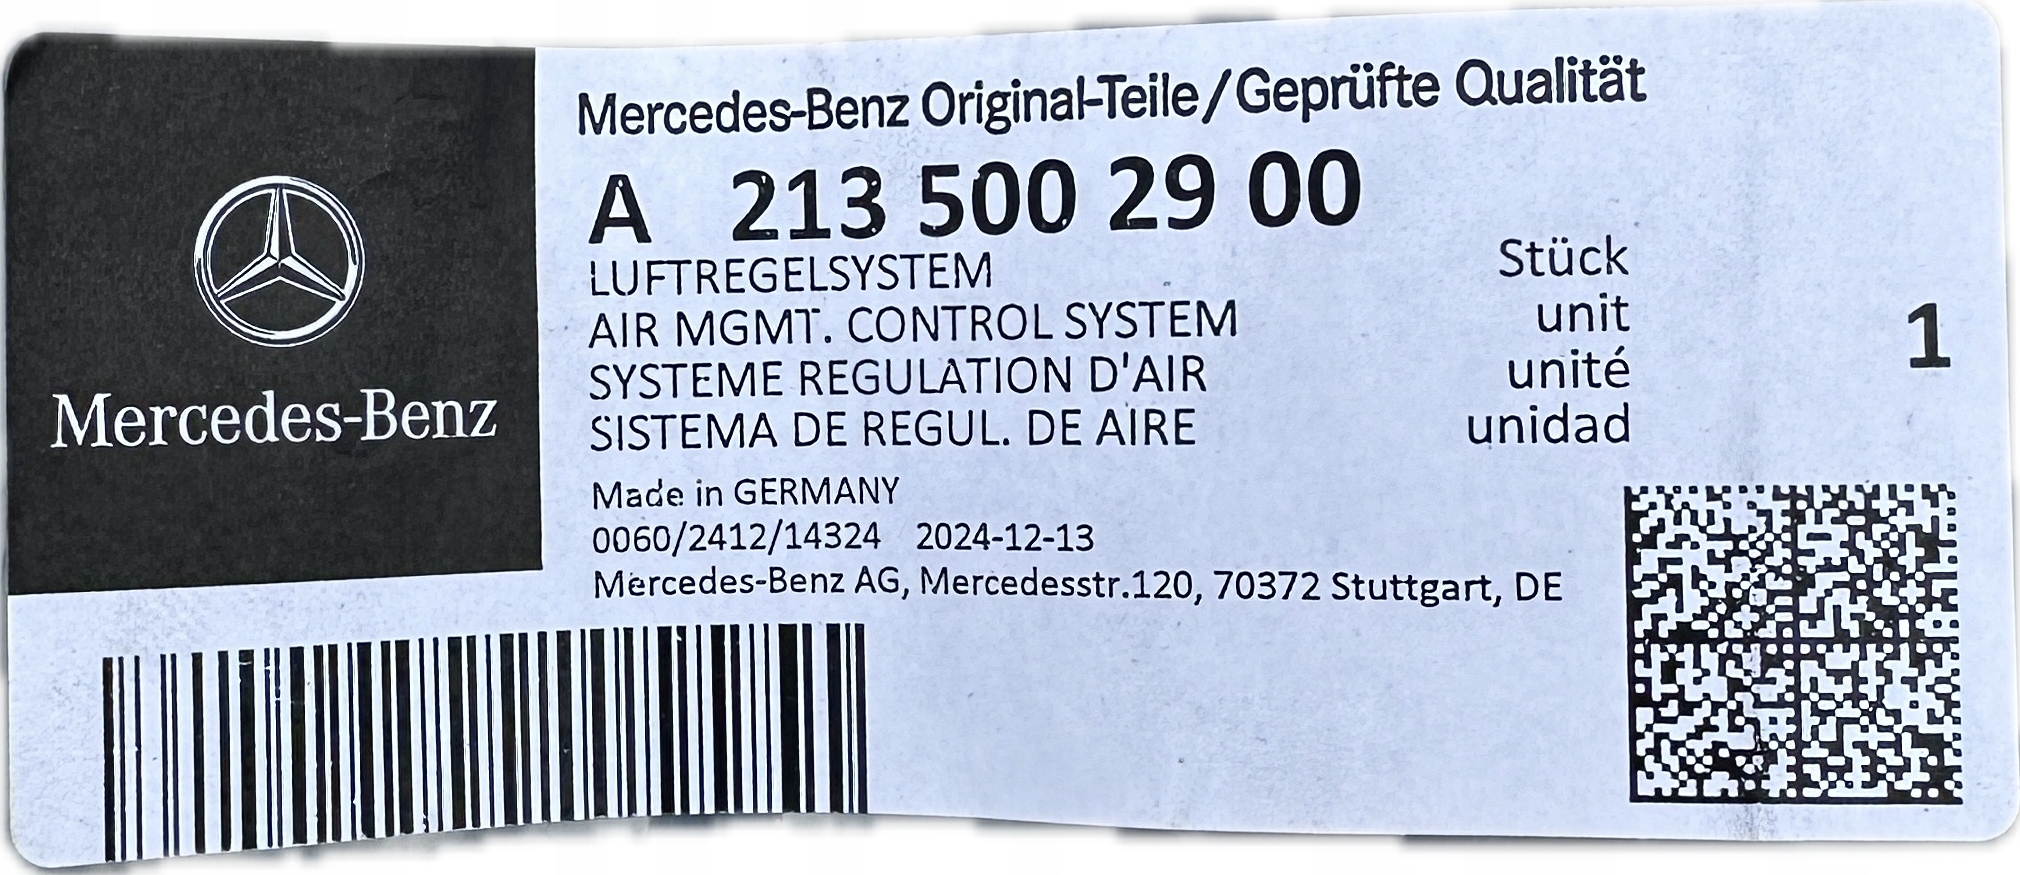 Mercedes-Benz
Mercedes-Benz Original-Teile/Geprüfte Qualität
A 213 500 29 00
LUFTREGELSYSTEM Stück
AIR MGMT. CONTROL SYSTEM unit 1
SYSTEME REGULATION D'AIR unité
SISTEMA DE REGUL. DE AIRE unidad
Made in GERMANY
0060/2412/14324 2024-12-13
Mercedes-Benz AG, Mercedesstr.120, 70372 Stuttgart, DE